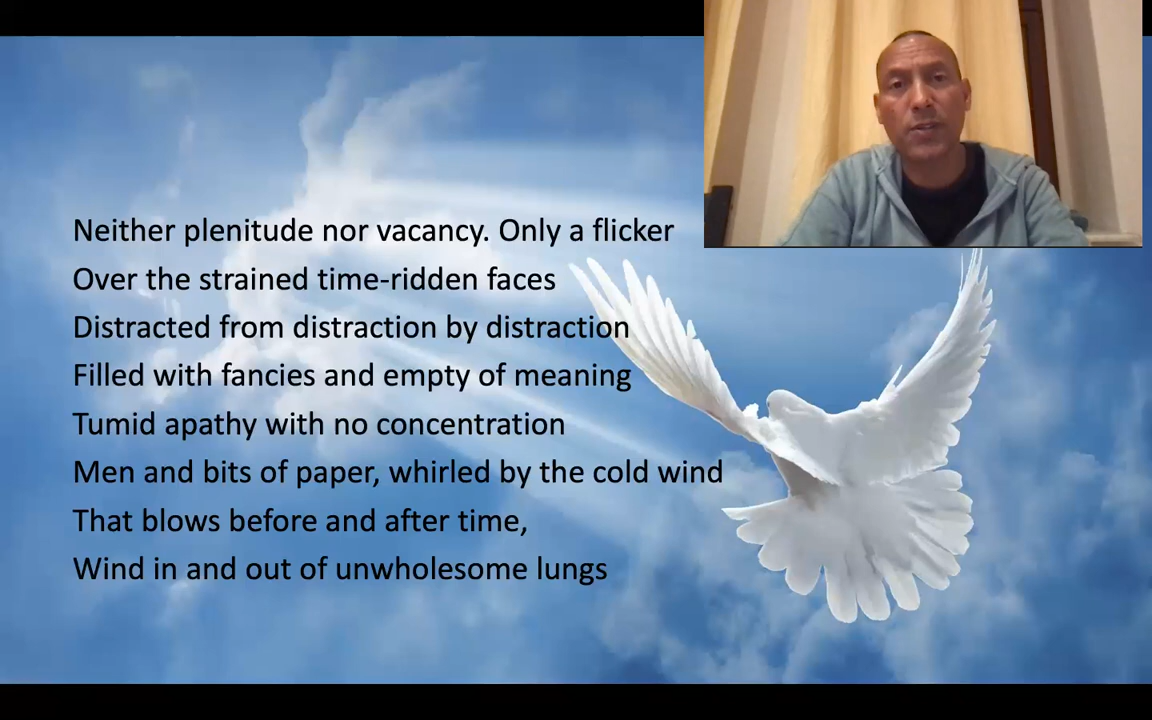 Neither plenitude nor vacancy. Only a flicker
Over the strained time-ridden faces
Distracted from distraction by distraction
Filled with fancies and empty of meaning
Tumid apathy with no concentration
Men and bits of paper, whirled by the cold wind
That blows before and after time,
Wind in and out of unwholesome lungs